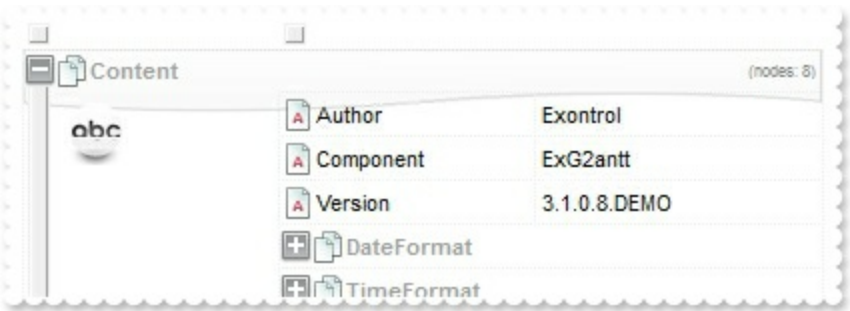 Content (nodes: 8)
abc
Author Exontrol
Component ExG2antt
Version 3.1.0.8.DEMO
DateFormat
TimeFormat